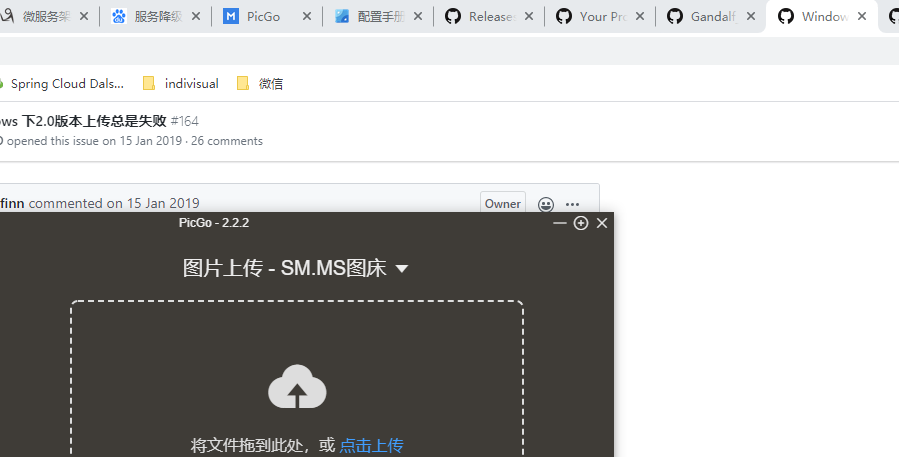 微服务架
服务降级
PicGo
配置手册
Releases
Your Pro
Gandalf
Window
Spring Cloud Dals...
indivisual
微信
ows 下2.0版本上传总是失败 #164
opened this issue on 15 Jan 2019 · 26 comments
finn commented on 15 Jan 2019
Owner
PicGo - 2.2.2
图片上传 - SM.MS图床
将文件拖到此处，或 点击上传